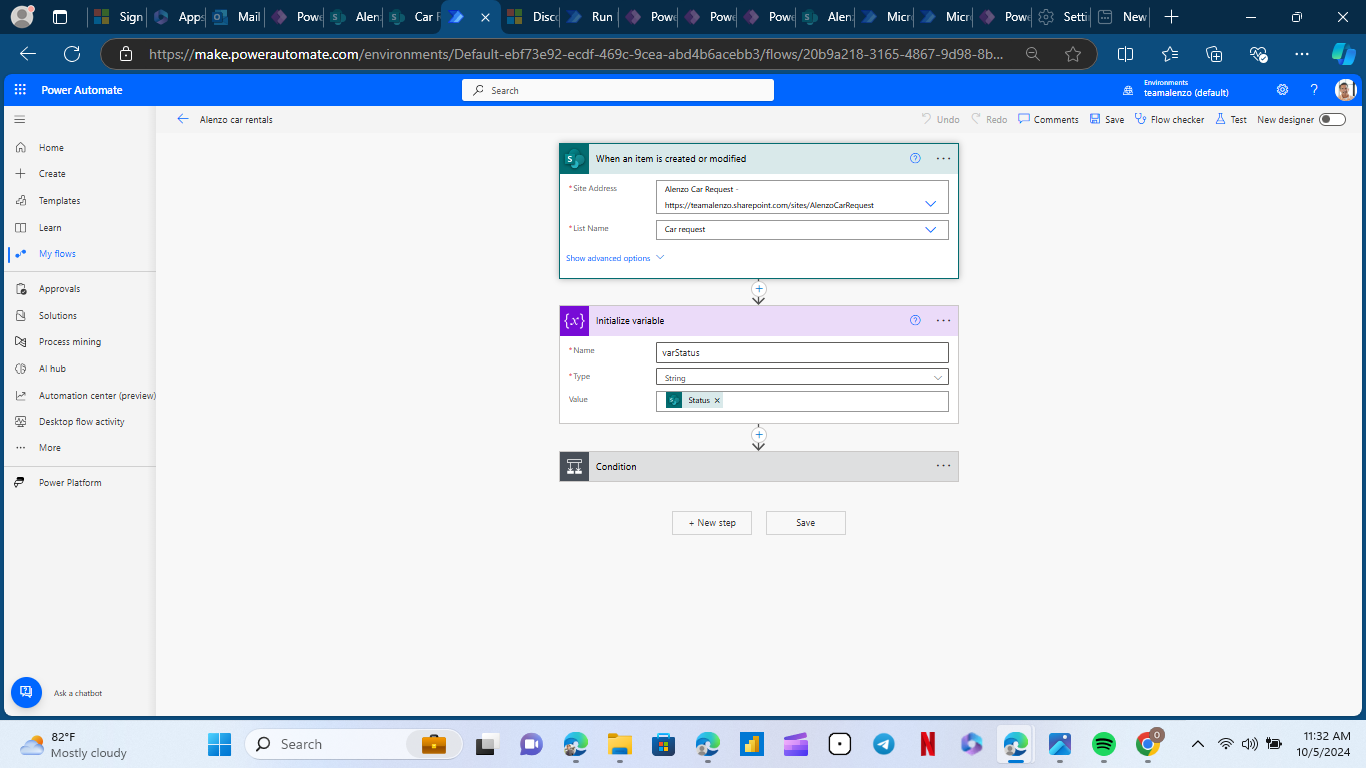 Sign
Apps
Mail
Powe
Alen
Car R
Disco
Run
Powe
Powe
Powe
Alen
Micr
Micr
Powe
Setti
New
https://make.powerautomate.com/environments/Default-ebf73e92-ecdf-469c-9cea-abd4b6acebb3/flows/20b9a218-3165-4867-9d98-8b...
Power Automate
Search
Environments
teamalenzo (default)
Alenzo car rentals
Undo
Redo
Comments
Save
Flow checker
Test
New designer
Home
Create
Templates
Learn
My flows
Approvals
Solutions
Process mining
AI hub
Automation center (preview)
Desktop flow activity
More
Power Platform
Ask a chatbot
When an item is created or modified
*Site Address
Alenzo Car Request -
https://teamalenzo.sharepoint.com/sites/AlenzoCarRequest
*List Name
Car request
Show advanced options
{x}
Initialize variable
*Name
varStatus
*Type
String
Value
Status
Condition
+ New step
Save
82°F
Mostly cloudy
Search
0
11:32 AM
10/5/2024